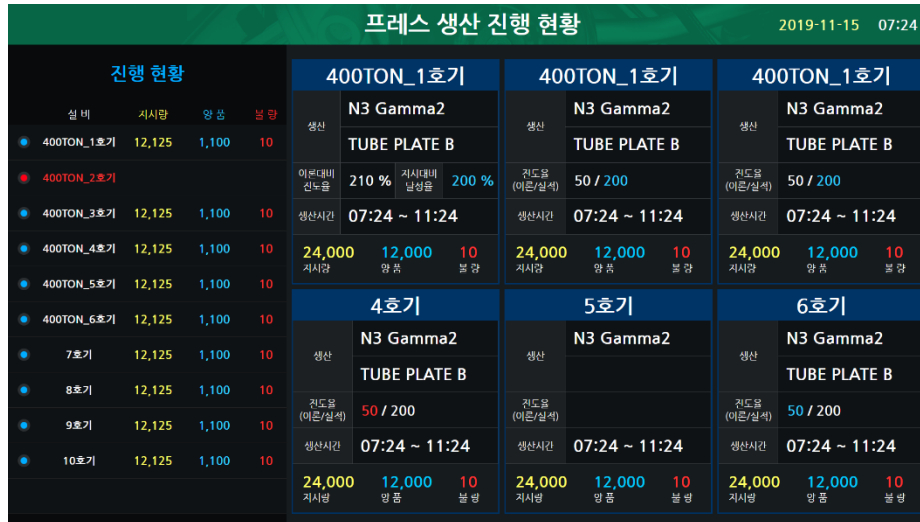 프레스 생산 진행 현황
2019-11-15 07:24
진행 현황
설 비 지시량 양 품 불 량
400TON_1호기 12,125 1,100 10
400TON_2호기
400TON_3호기 12,125 1,100 10
400TON_4호기 12,125 1,100 10
400TON_5호기 12,125 1,100 10
400TON_6호기 12,125 1,100 10
7호기 12,125 1,100 10
8호기 12,125 1,100 10
9호기 12,125 1,100 10
10호기 12,125 1,100 10
400TON_1호기
생산
N3 Gamma2
TUBE PLATE B
이론대비
진도율
210 %
지시대비
달성율
200 %
생산시간 07:24 ~ 11:24
24,000 12,000 10
지시량 양 품 불 량
400TON_1호기
생산
N3 Gamma2
TUBE PLATE B
진도율
(이론/실적)
50 / 200
생산시간 07:24 ~ 11:24
24,000 12,000 10
지시량 양 품 불 량
400TON_1호기
생산
N3 Gamma2
TUBE PLATE B
진도율
(이론/실적)
50 / 200
생산시간 07:24 ~ 11:24
24,000 12,000 10
지시량 양 품 불 량
4호기
생산
N3 Gamma2
TUBE PLATE B
진도율
(이론/실적)
50 / 200
생산시간 07:24 ~ 11:24
24,000 12,000 10
지시량 양 품 불 량
5호기
생산
N3 Gamma2
진도율
(이론/실적)
생산시간 07:24 ~ 11:24
24,000 12,000 10
지시량 양 품 불 량
6호기
생산
N3 Gamma2
TUBE PLATE B
진도율
(이론/실적)
50 / 200
생산시간 07:24 ~ 11:24
24,000 12,000 10
지시량 양 품 불 량